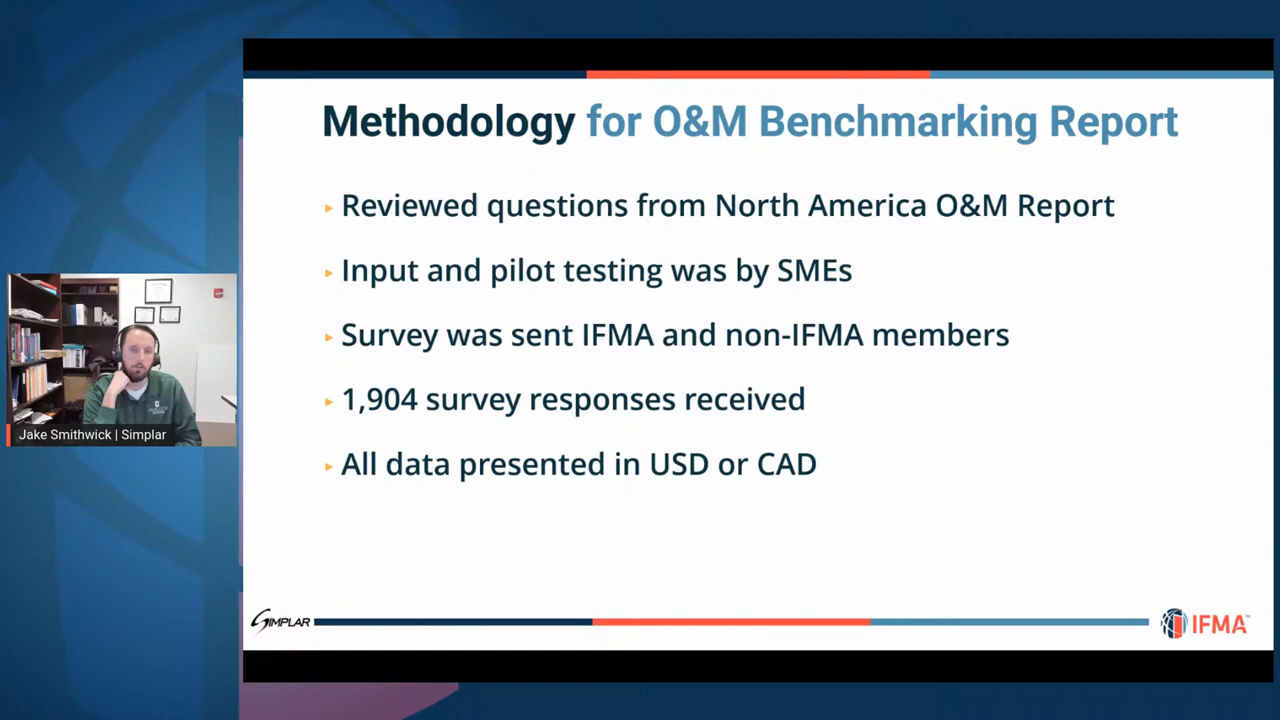 Methodology for O&M Benchmarking Report
Reviewed questions from North America O&M Report
Input and pilot testing was by SMEs
Survey was sent IFMA and non-IFMA members
1,904 survey responses received
All data presented in USD or CAD
Jake Smithwick | Simplar
SIMPLAR
IFMA™